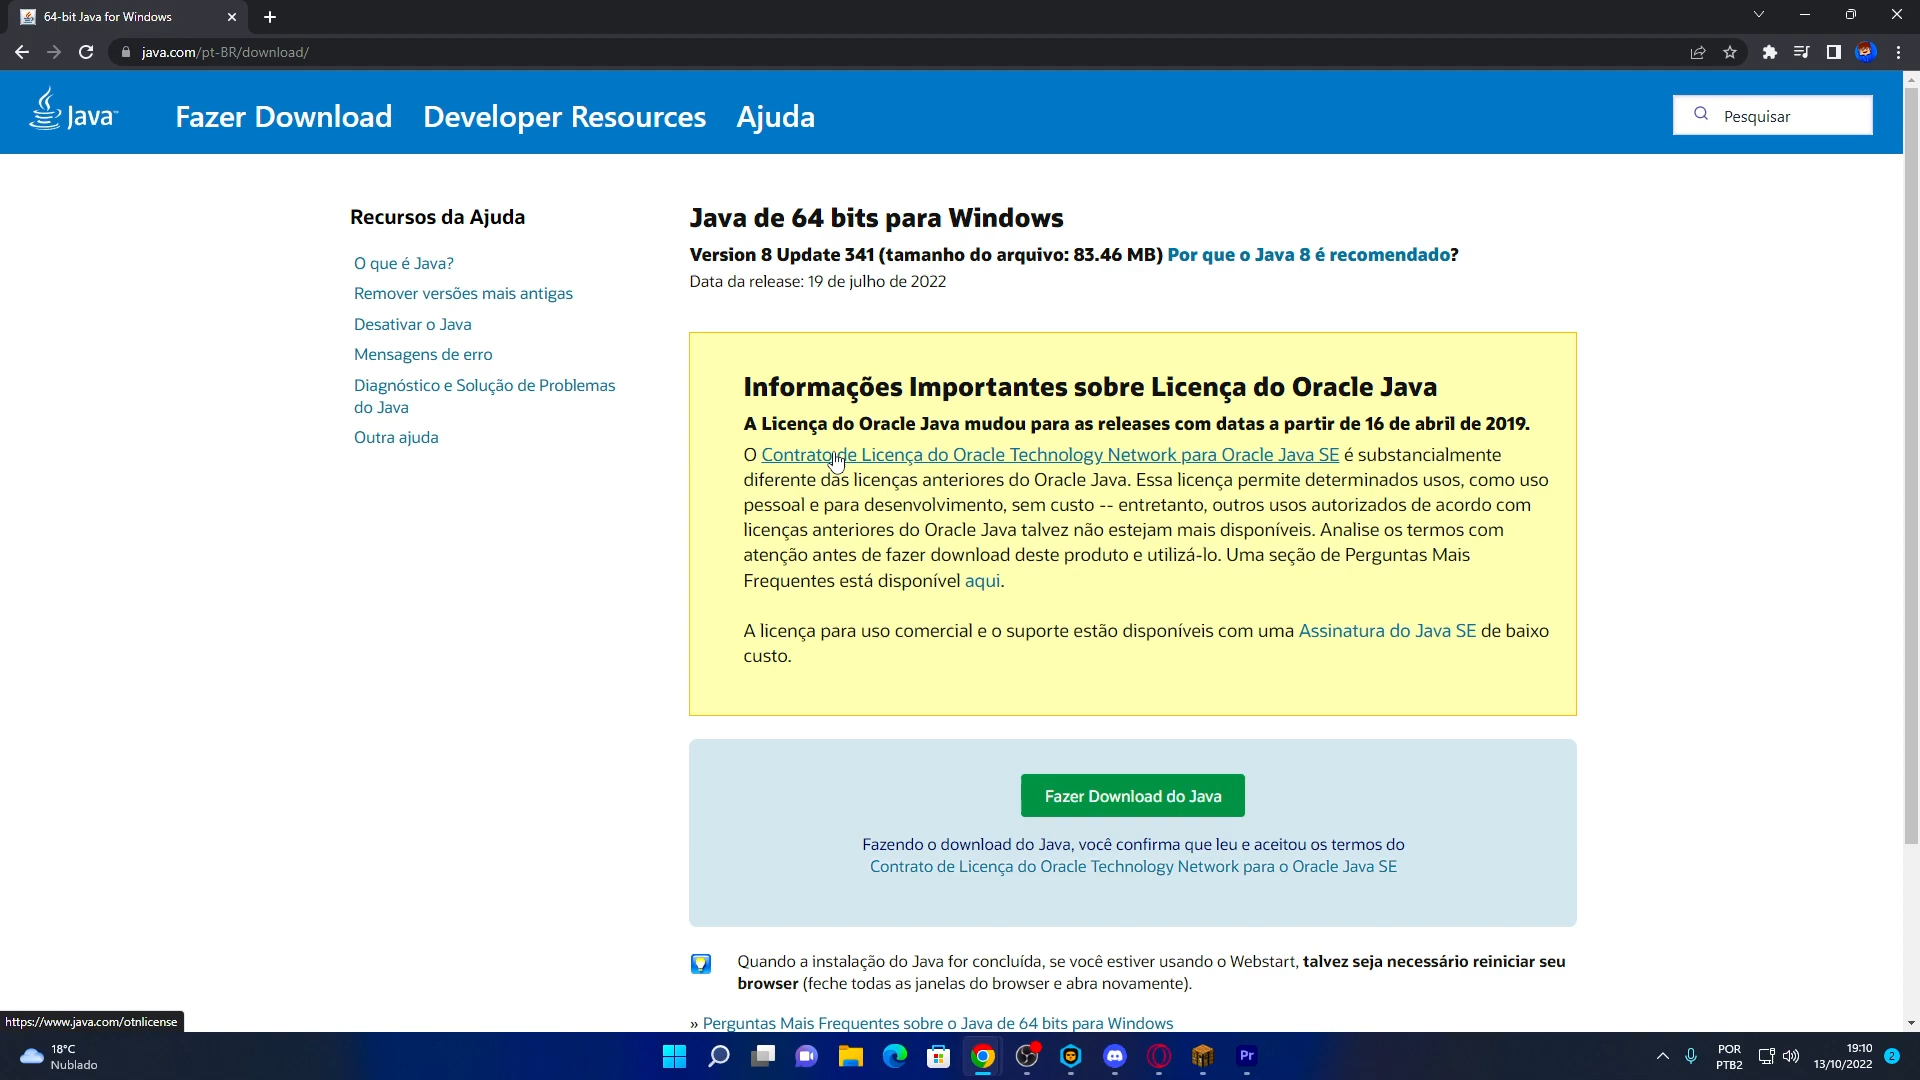 64-bit Java for Windows
java.com/pt-BR/download/
Java™
Fazer Download
Developer Resources
Ajuda
Pesquisar
Recursos da Ajuda
O que é Java?
Remover versões mais antigas
Desativar o Java
Mensagens de erro
Diagnóstico e Solução de Problemas
do Java
Outra ajuda
Java de 64 bits para Windows
Version 8 Update 341 (tamanho do arquivo: 83.46 MB) Por que o Java 8 é recomendado?
Data da release: 19 de julho de 2022
Informações Importantes sobre Licença do Oracle Java
A Licença do Oracle Java mudou para as releases com datas a partir de 16 de abril de 2019.
O Contrato de Licença do Oracle Technology Network para Oracle Java SE é substancialmente
diferente das licenças anteriores do Oracle Java. Essa licença permite determinados usos, como uso
pessoal e para desenvolvimento, sem custo -- entretanto, outros usos autorizados de acordo com
licenças anteriores do Oracle Java talvez não estejam mais disponíveis. Analise os termos com
atenção antes de fazer download deste produto e utilizá-lo. Uma seção de Perguntas Mais
Frequentes está disponível aqui.
A licença para uso comercial e o suporte estão disponíveis com uma Assinatura do Java SE de baixo
custo.
Fazer Download do Java
Fazendo o download do Java, você confirma que leu e aceitou os termos do
Contrato de Licença do Oracle Technology Network para o Oracle Java SE
Quando a instalação do Java for concluída, se você estiver usando o Webstart, talvez seja necessário reiniciar seu
browser (feche todas as janelas do browser e abra novamente).
» Perguntas Mais Frequentes sobre o Java de 64 bits para Windows
https://www.java.com/otnlicense
18°C
Nublado
Pr
POR
PTB2
19:10
13/10/2022
2